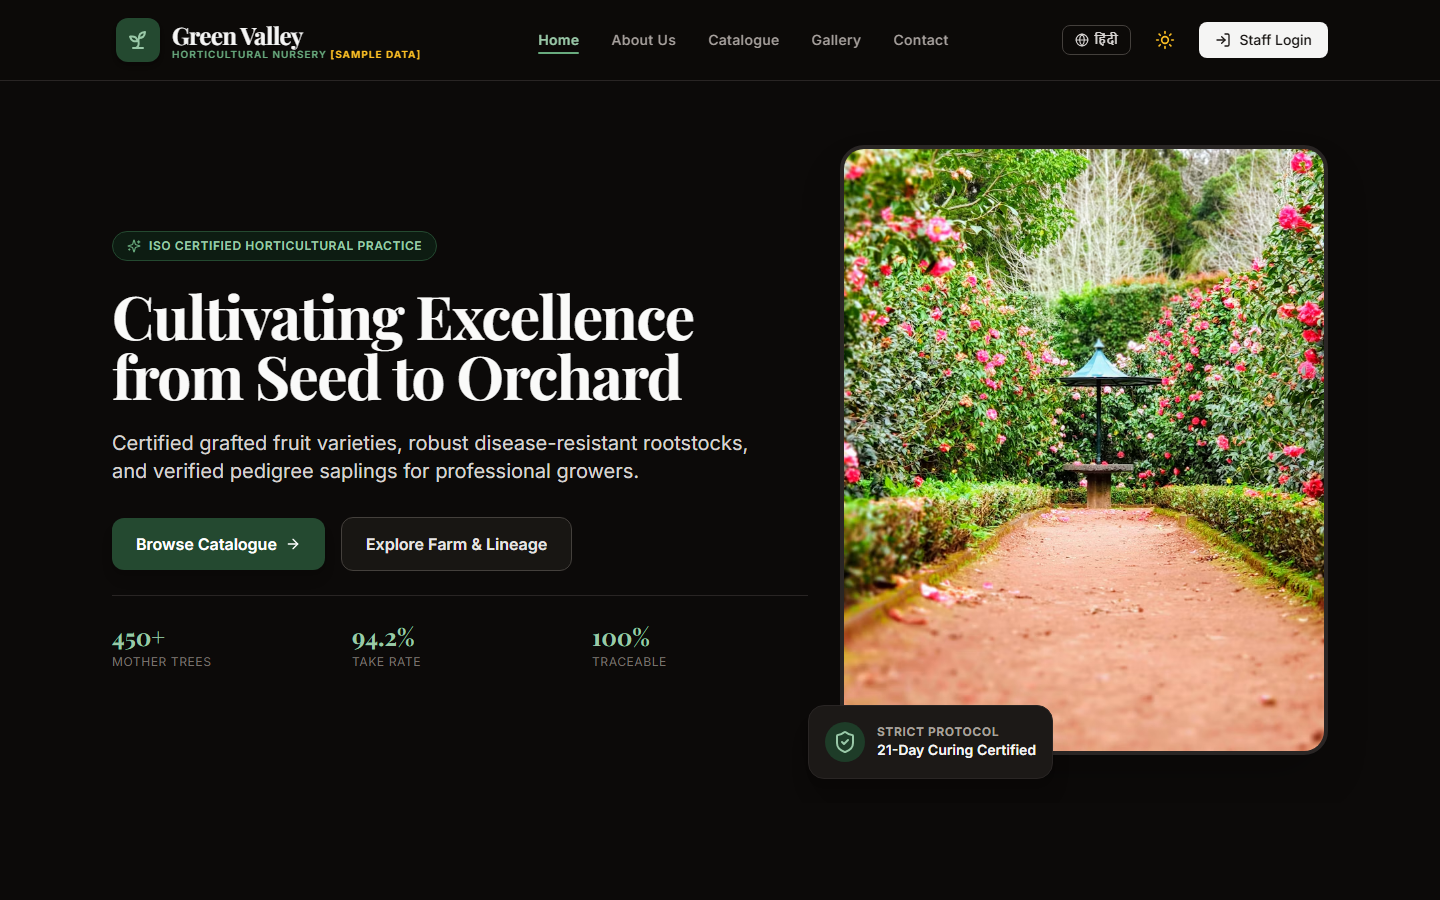 Green Valley
HORTICULTURAL NURSERY [SAMPLE DATA]
Home
About Us
Catalogue
Gallery
Contact
हिंदी
Staff Login
ISO CERTIFIED HORTICULTURAL PRACTICE
Cultivating Excellence
from Seed to Orchard
Certified grafted fruit varieties, robust disease-resistant rootstocks,
and verified pedigree saplings for professional growers.
Browse Catalogue →
Explore Farm & Lineage
450+
MOTHER TREES
94.2%
TAKE RATE
100%
TRACEABLE
STRICT PROTOCOL
21-Day Curing Certified